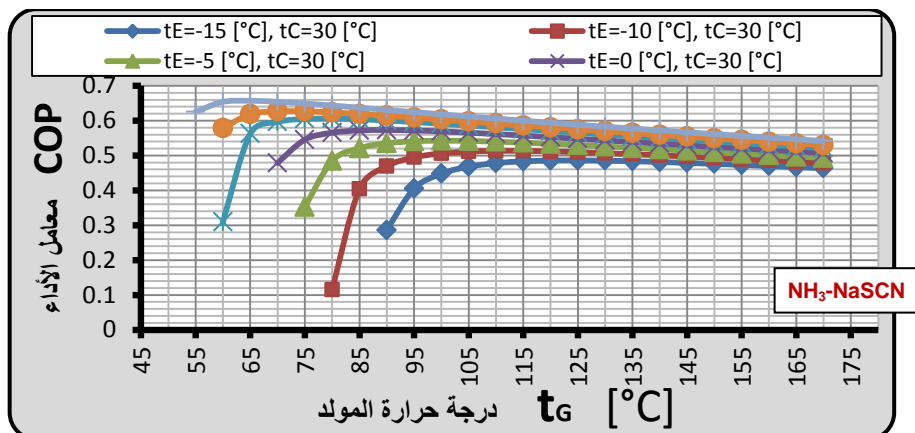 tE=-15 [°C], tC=30 [°C]
tE=-10 [°C], tC=30 [°C]
tE=-5 [°C], tC=30 [°C]
tE=0 [°C], tC=30 [°C]
0.7
0.6
0.5
0.4
0.3
0.2
0.1
0
COP
معامل الأداء
NH₃-NaSCN
45
55
65
75
85
95
105
115
125
135
145
155
165
175
درجة حرارة المولد tG [°C]